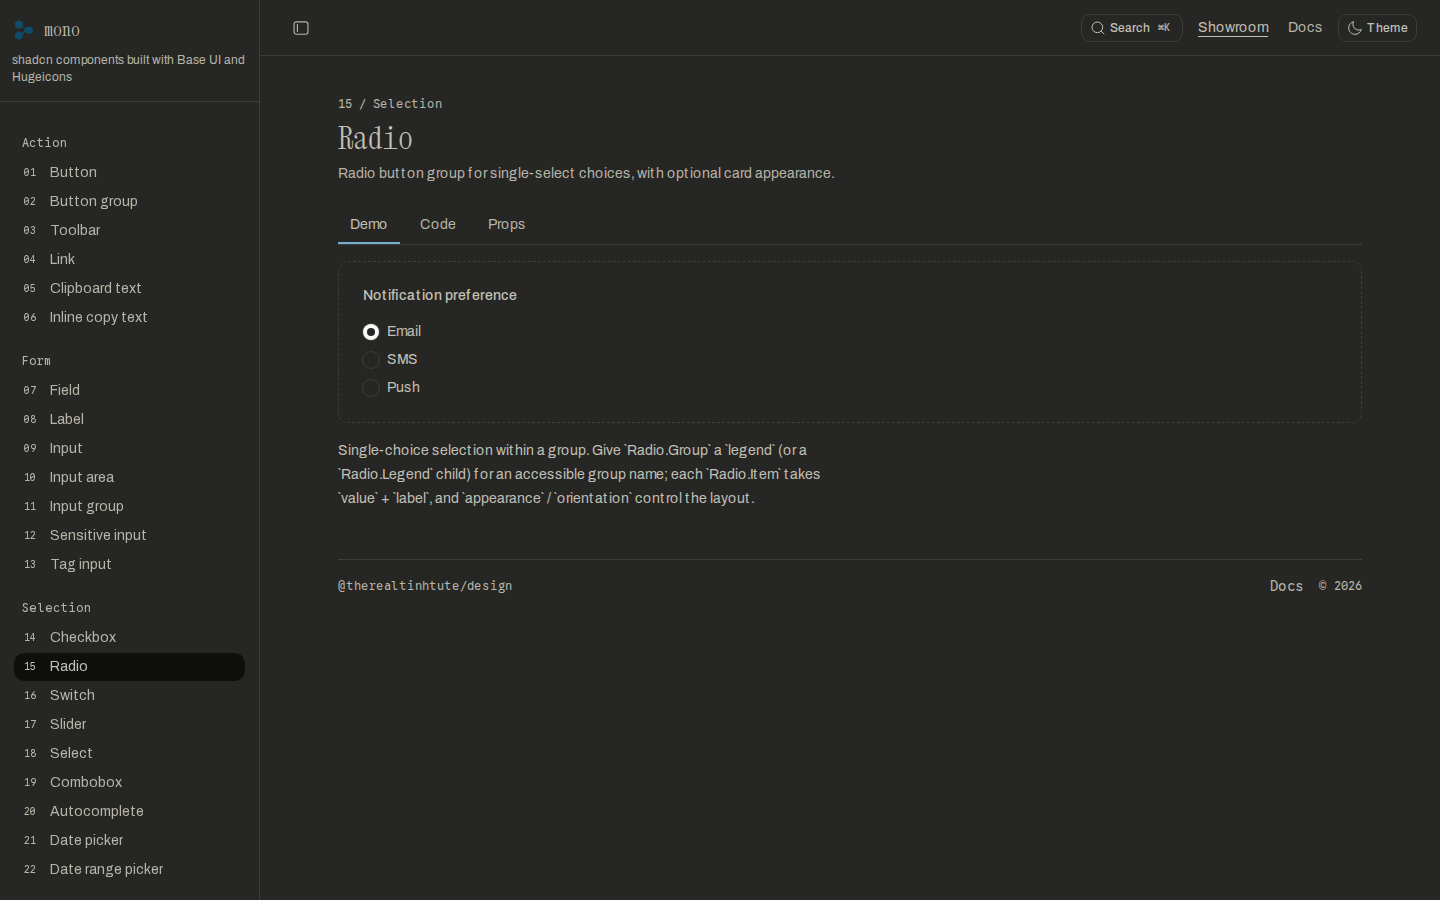 mono
shadcn components built with Base UI and
Hugeicons
Action
01 Button
02 Button group
03 Toolbar
04 Link
05 Clipboard text
06 Inline copy text
Form
07 Field
08 Label
09 Input
10 Input area
11 Input group
12 Sensitive input
13 Tag input
Selection
14 Checkbox
15 Radio
16 Switch
17 Slider
18 Select
19 Combobox
20 Autocomplete
21 Date picker
22 Date range picker
Search ⌘K Showroom Docs Theme
15 / Selection
Radio
Radio button group for single-select choices, with optional card appearance.
Demo Code Props
Notification preference
Email
SMS
Push
Single-choice selection within a group. Give `Radio.Group` a `legend` (or a
`Radio.Legend` child) for an accessible group name; each `Radio.Item` takes
`value` + `label`, and `appearance` / `orientation` control the layout.
@therealtinhtute/design
Docs © 2026